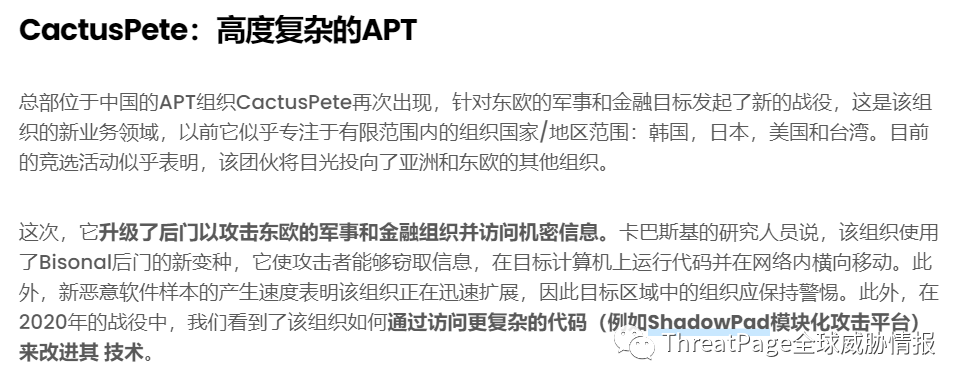 CactusPete：高度复杂的APT
总部位于中国的APT组织CactusPete再次出现，针对东欧的军事和金融目标发起了新的战役，这是该组
织的新业务领域，以前它似乎专注于有限范围内的组织国家/地区范围：韩国，日本，美国和台湾。目前
的竞选活动似乎表明，该团伙将目光投向了亚洲和东欧的其他组织。
这次，它升级了后门以攻击东欧的军事和金融组织并访问机密信息。卡巴斯基的研究人员说，该组织使用
了Bisonal后门的新变种，它使攻击者能够窃取信息，在目标计算机上运行代码并在网络内横向移动。此
外，新恶意软件样本的产生速度表明该组织正在迅速扩展，因此目标区域中的组织应保持警惕。此外，在
2020年的战役中，我们看到了该组织如何通过访问更复杂的代码（例如ShadowPad模块化攻击平台）
来改进其 技术。
ThreatPage全球威胁情报